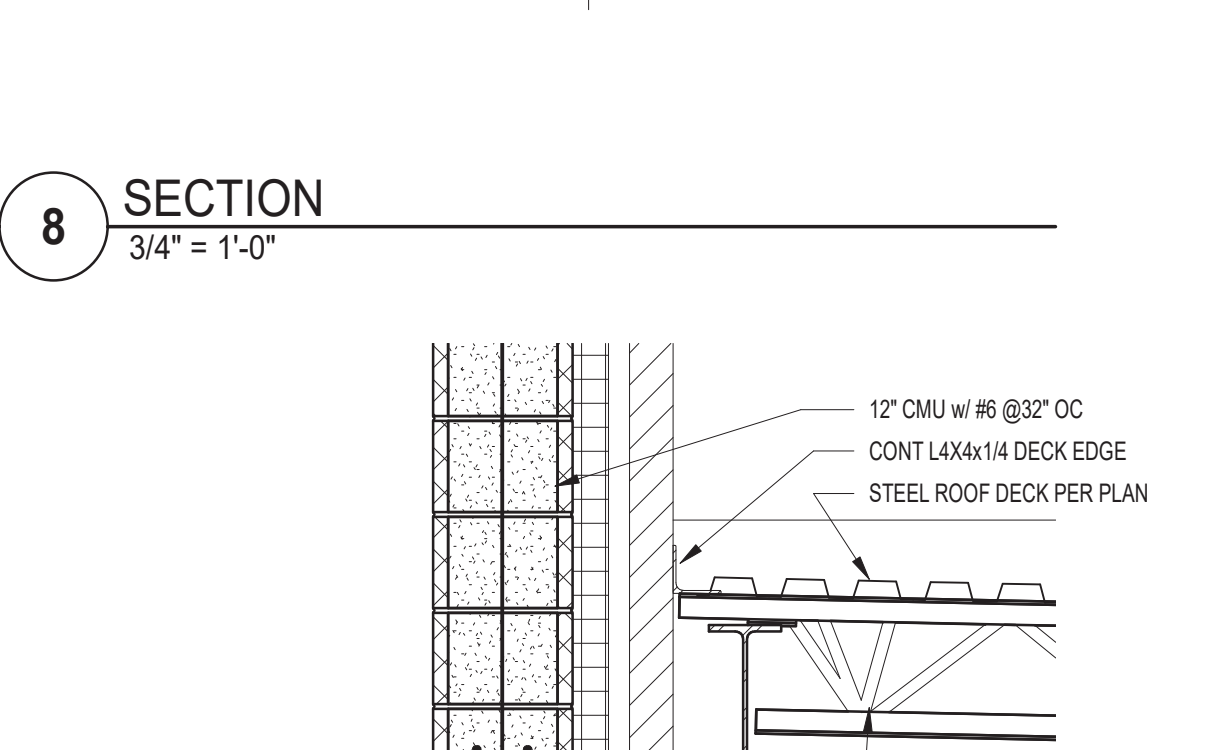 8
SECTION
3/4" = 1'-0"
12" CMU w/ #6 @32" OC
CONT L4X4x1/4 DECK EDGE
STEEL ROOF DECK PER PLAN